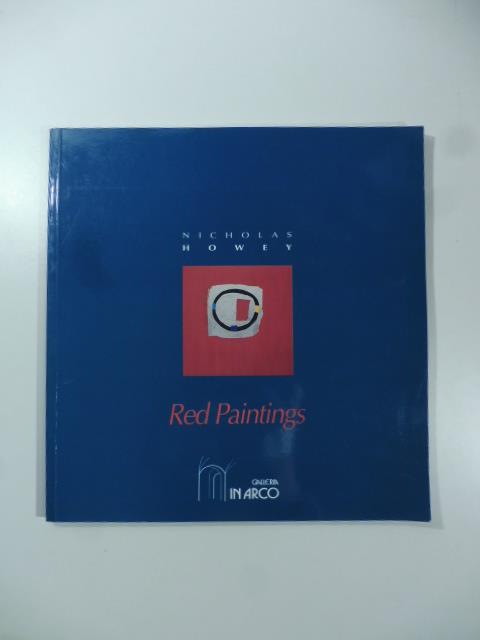 NICHOLAS
HOWEY
Red Paintings
GALLERIA
IN ARCO